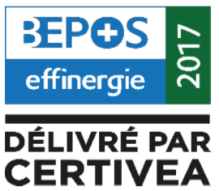 BEPOS
effinergie
2017
DÉLIVRÉ PAR
CERTIVEA